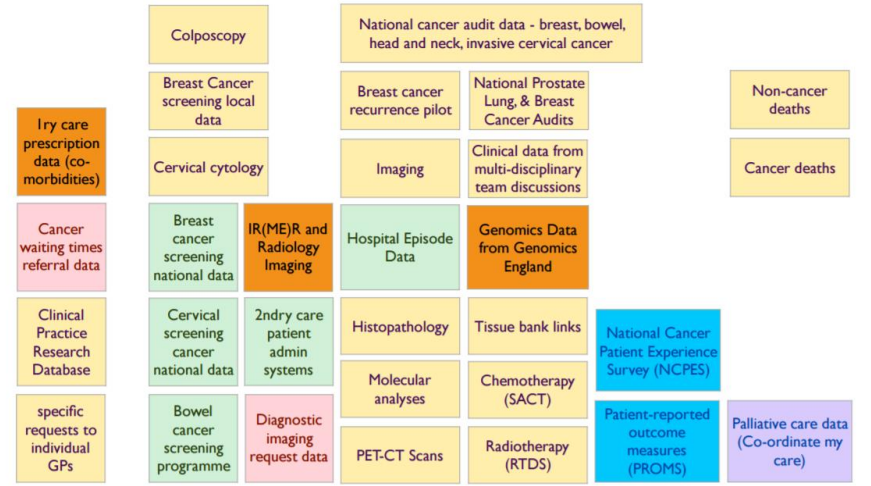 Colposcopy
National cancer audit data - breast, bowel,
head and neck, invasive cervical cancer
Breast Cancer
screening local
data
Breast cancer
recurrence pilot
National Prostate
Lung, & Breast
Cancer Audits
Non-cancer
deaths
1ry care
prescription
data (co-
morbidities)
Cervical cytology
Imaging
Clinical data from
multi-disciplinary
team discussions
Cancer deaths
Cancer
waiting times
referral data
Breast
cancer
screening
national data
IR(ME)R and
Radiology
Imaging
Hospital Episode
Data
Genomics Data
from Genomics
England
Clinical
Practice
Research
Database
Cervical
screening
cancer
national data
2ndry care
patient
admin
systems
Histopathology
Tissue bank links
National Cancer
Patient Experience
Survey (NCPES)
Molecular
analyses
Chemotherapy
(SACT)
specific
requests to
individual
GPs
Bowel
cancer
screening
programme
Diagnostic
imaging
request data
PET-CT Scans
Radiotherapy
(RTDS)
Patient-reported
outcome
measures
(PROMS)
Palliative care data
(Co-ordinate my
care)